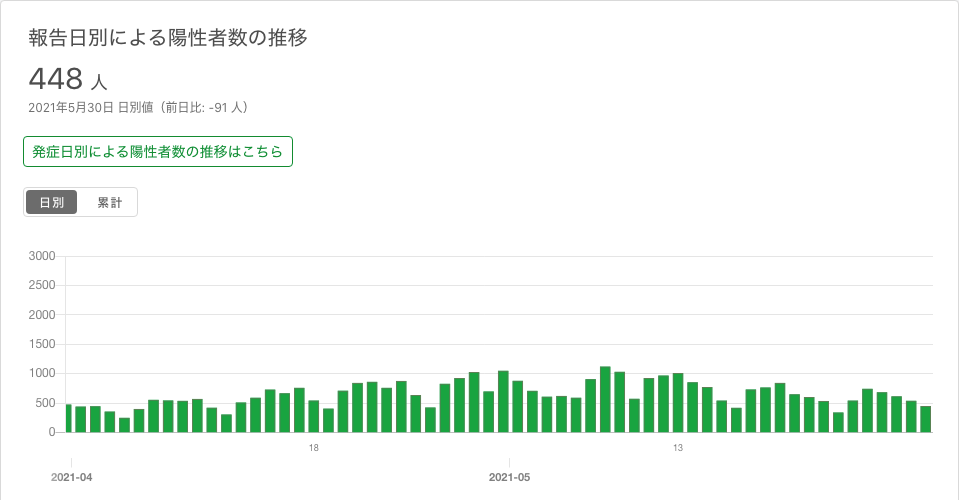 報告日別による陽性者数の推移
448 人
2021年5月30日 日別値（前日比: -91 人）
発症日別による陽性者数の推移はこちら
日別 累計
3000
2500
2000
1500
1000
500
0
18 13
2021-04 2021-05